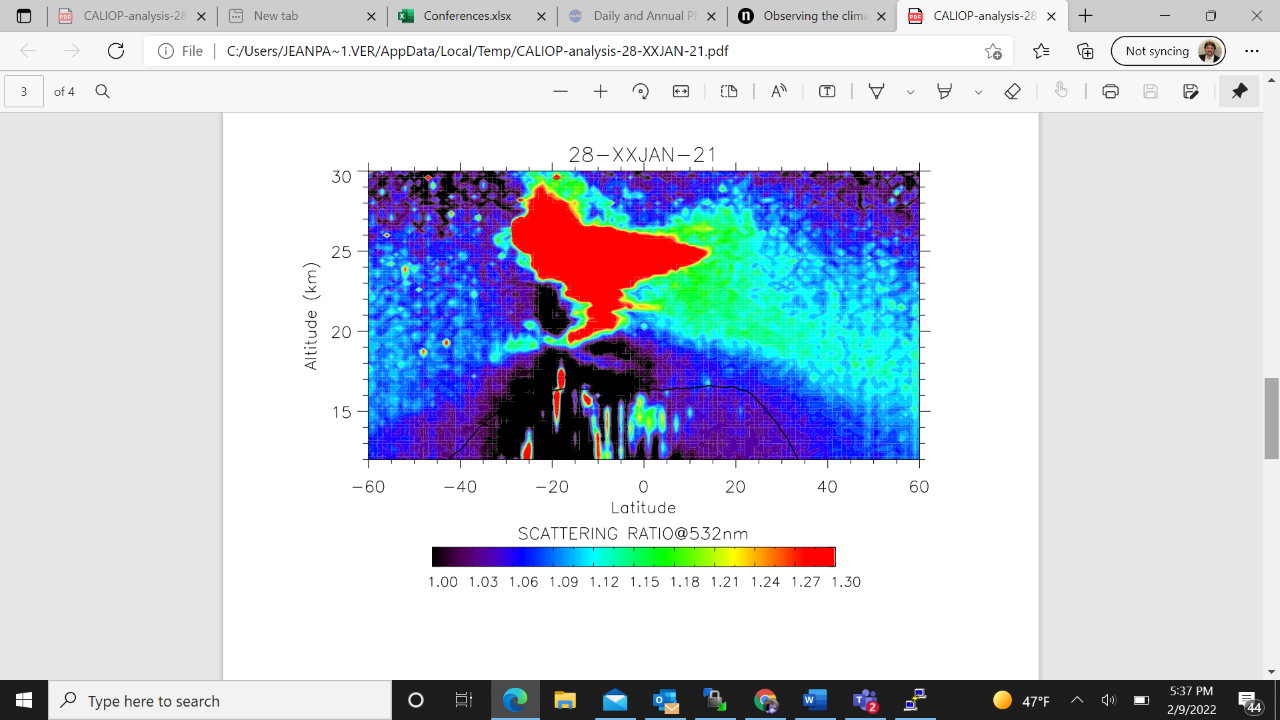 CALIOP-analysis-28
New tab
Conferences.xlsx
Daily and Annual P
Observing the clima
CALIOP-analysis-28
File
C:/Users/JEANPA~1.VER/AppData/Local/Temp/CALIOP-analysis-28-XXJAN-21.pdf
Not syncing
3 of 4
28-XXJAN-21
30
25
20
15
Altitude (km)
-60 -40 -20 0 20 40 60
Latitude
SCATTERING RATIO@532nm
1.00 1.03 1.06 1.09 1.12 1.15 1.18 1.21 1.24 1.27 1.30
Type here to search
2
47°F
5:37 PM
2/9/2022
44